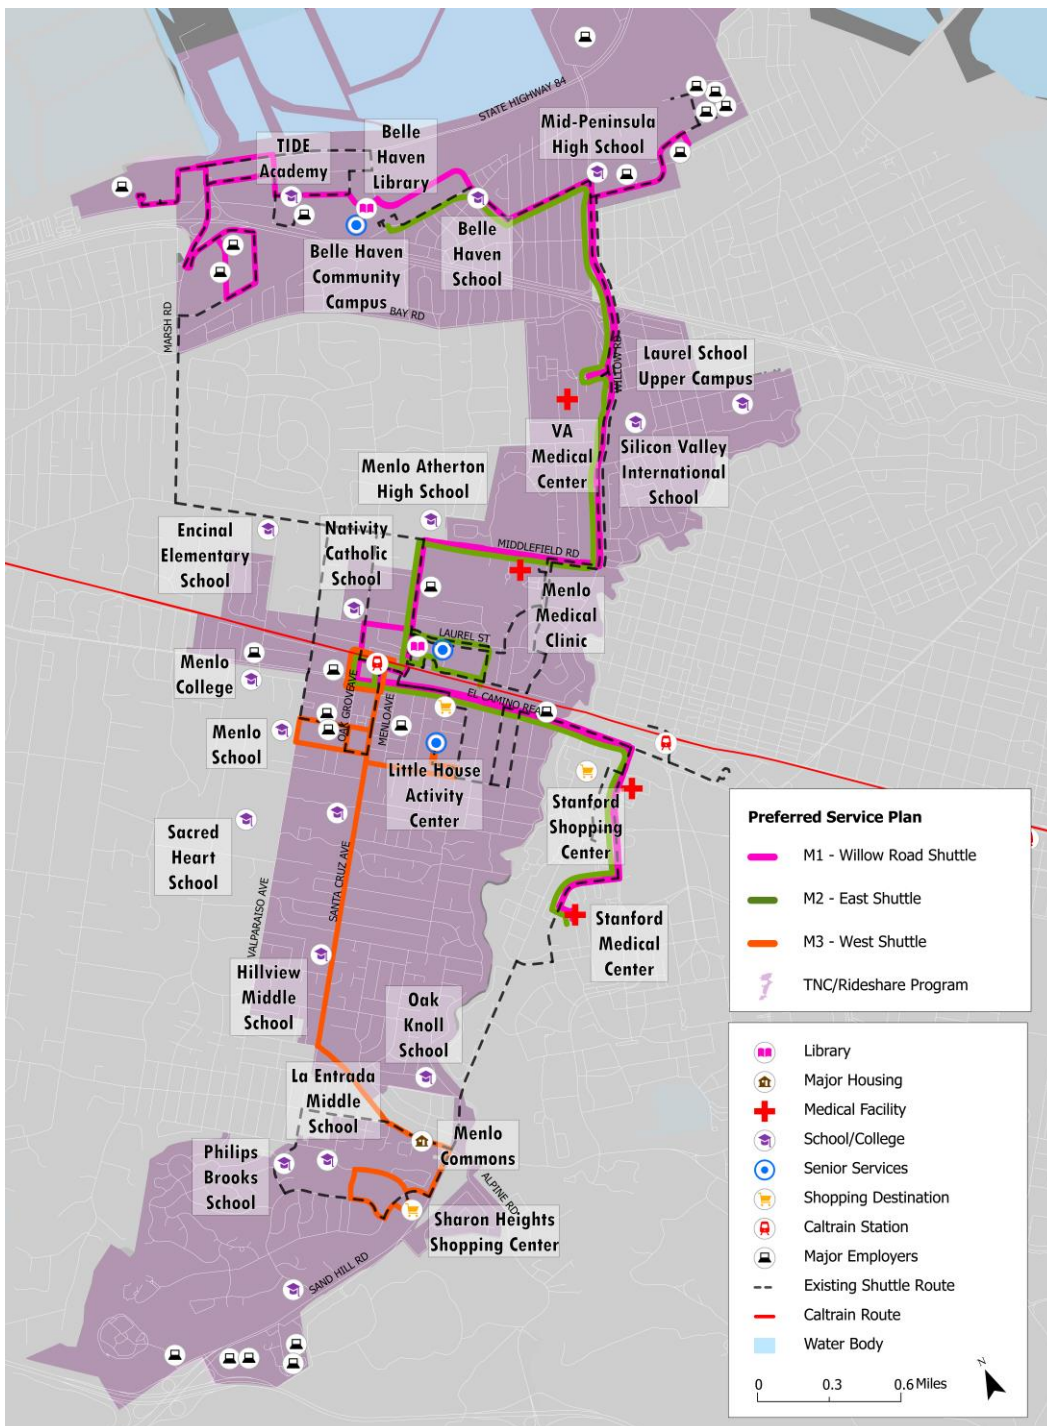 STATE HIGHWAY 84
Mid-Peninsula
High School
Belle
Haven
Library
TIDE
Academy
Belle Haven
Community
Campus
Belle
Haven
School
BAY RD
MARSH RD
WILLOW RD
Laurel School
Upper Campus
VA
Medical
Center
Silicon Valley
International
School
Menlo Atherton
High School
Encinal
Elementary
School
Nativity
Catholic
School
MIDDLEFIELD RD
Menlo
Medical
Clinic
LAUREL ST
Menlo
College
OAK GROVE AVE
MENLO AVE
EL CAMINO REAL
Menlo
School
Little House
Activity
Center
Stanford
Shopping
Center
Sacred
Heart
School
SANTA CRUZ AVE
VALPARAISO AVE
Stanford
Medical
Center
Hillview
Middle
School
Oak
Knoll
School
La Entrada
Middle
School
Menlo
Commons
Philips
Brooks
School
ALPINE RD
Sharon Heights
Shopping Center
SAND HILL RD
Preferred Service Plan
M1 - Willow Road Shuttle
M2 - East Shuttle
M3 - West Shuttle
TNC/Rideshare Program
Library
Major Housing
Medical Facility
School/College
Senior Services
Shopping Destination
Caltrain Station
Major Employers
Existing Shuttle Route
Caltrain Route
Water Body
N
0 0.3 0.6 Miles